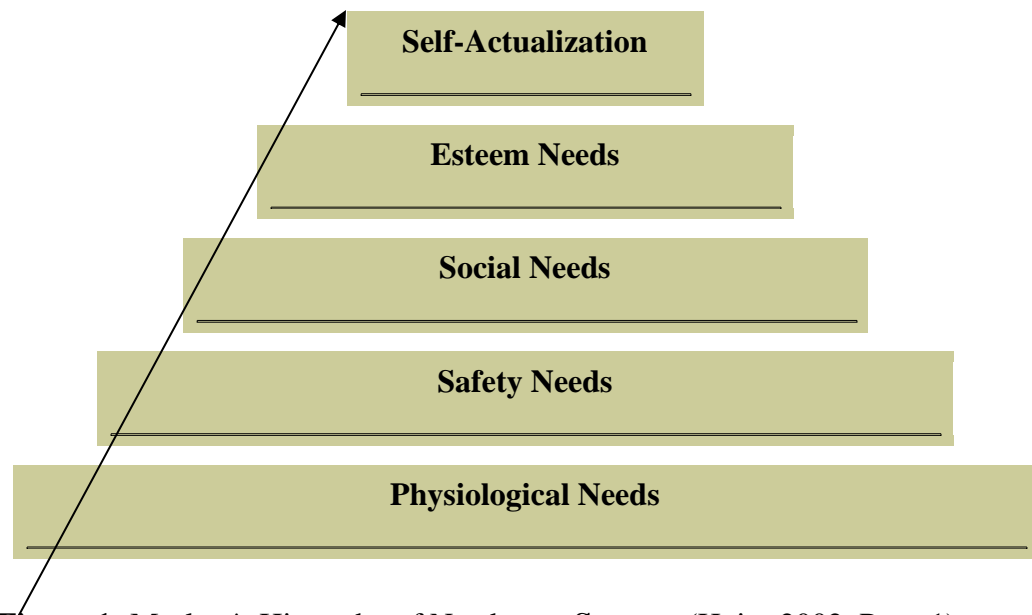 Self-Actualization
Esteem Needs
Social Needs
Safety Needs
Physiological Needs